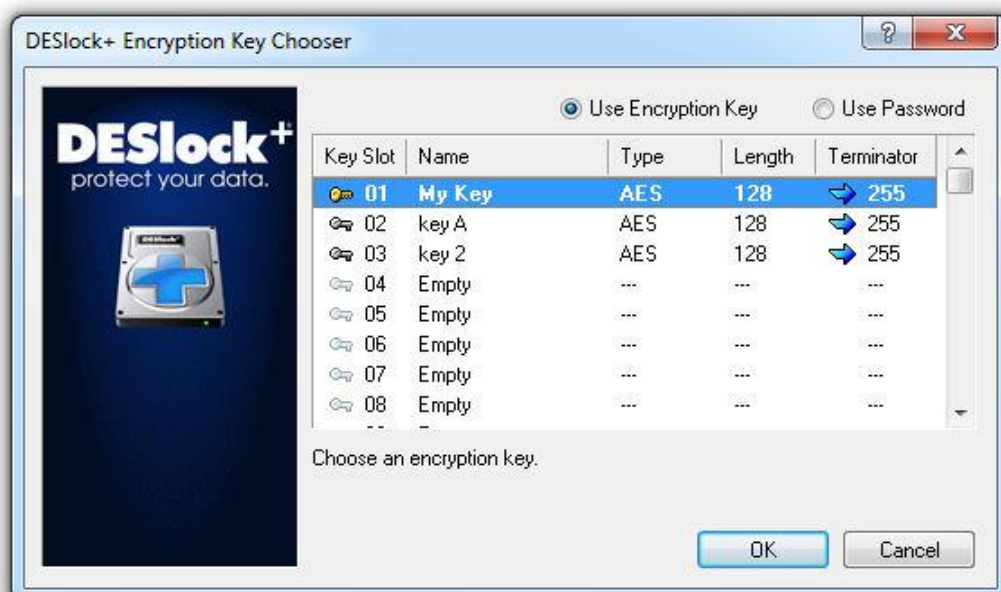 DESlock+ Encryption Key Chooser
DESlock+
protect your data.
Use Encryption Key Use Password
Key Slot Name Type Length Terminator
01 My Key AES 128 255
02 key A AES 128 255
03 key 2 AES 128 255
04 Empty --- --- ---
05 Empty --- --- ---
06 Empty --- --- ---
07 Empty --- --- ---
08 Empty --- --- ---
Choose an encryption key.
OK Cancel